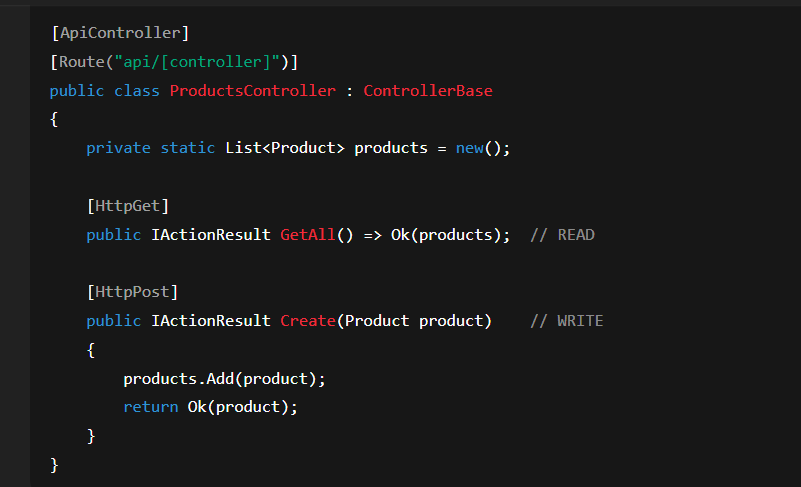 [ApiController]
[Route("api/[controller]")]
public class ProductsController : ControllerBase
{
    private static List<Product> products = new();

    [HttpGet]
    public IActionResult GetAll() => Ok(products);  // READ

    [HttpPost]
    public IActionResult Create(Product product)    // WRITE
    {
        products.Add(product);
        return Ok(product);
    }
}